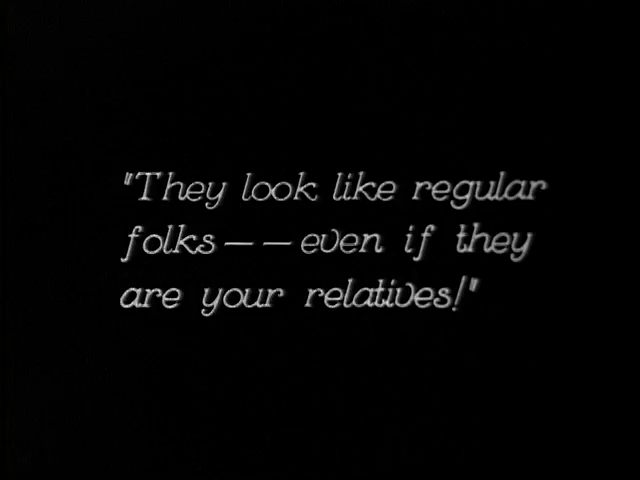 "They look like regular
folks——even if they
are your relatives!"